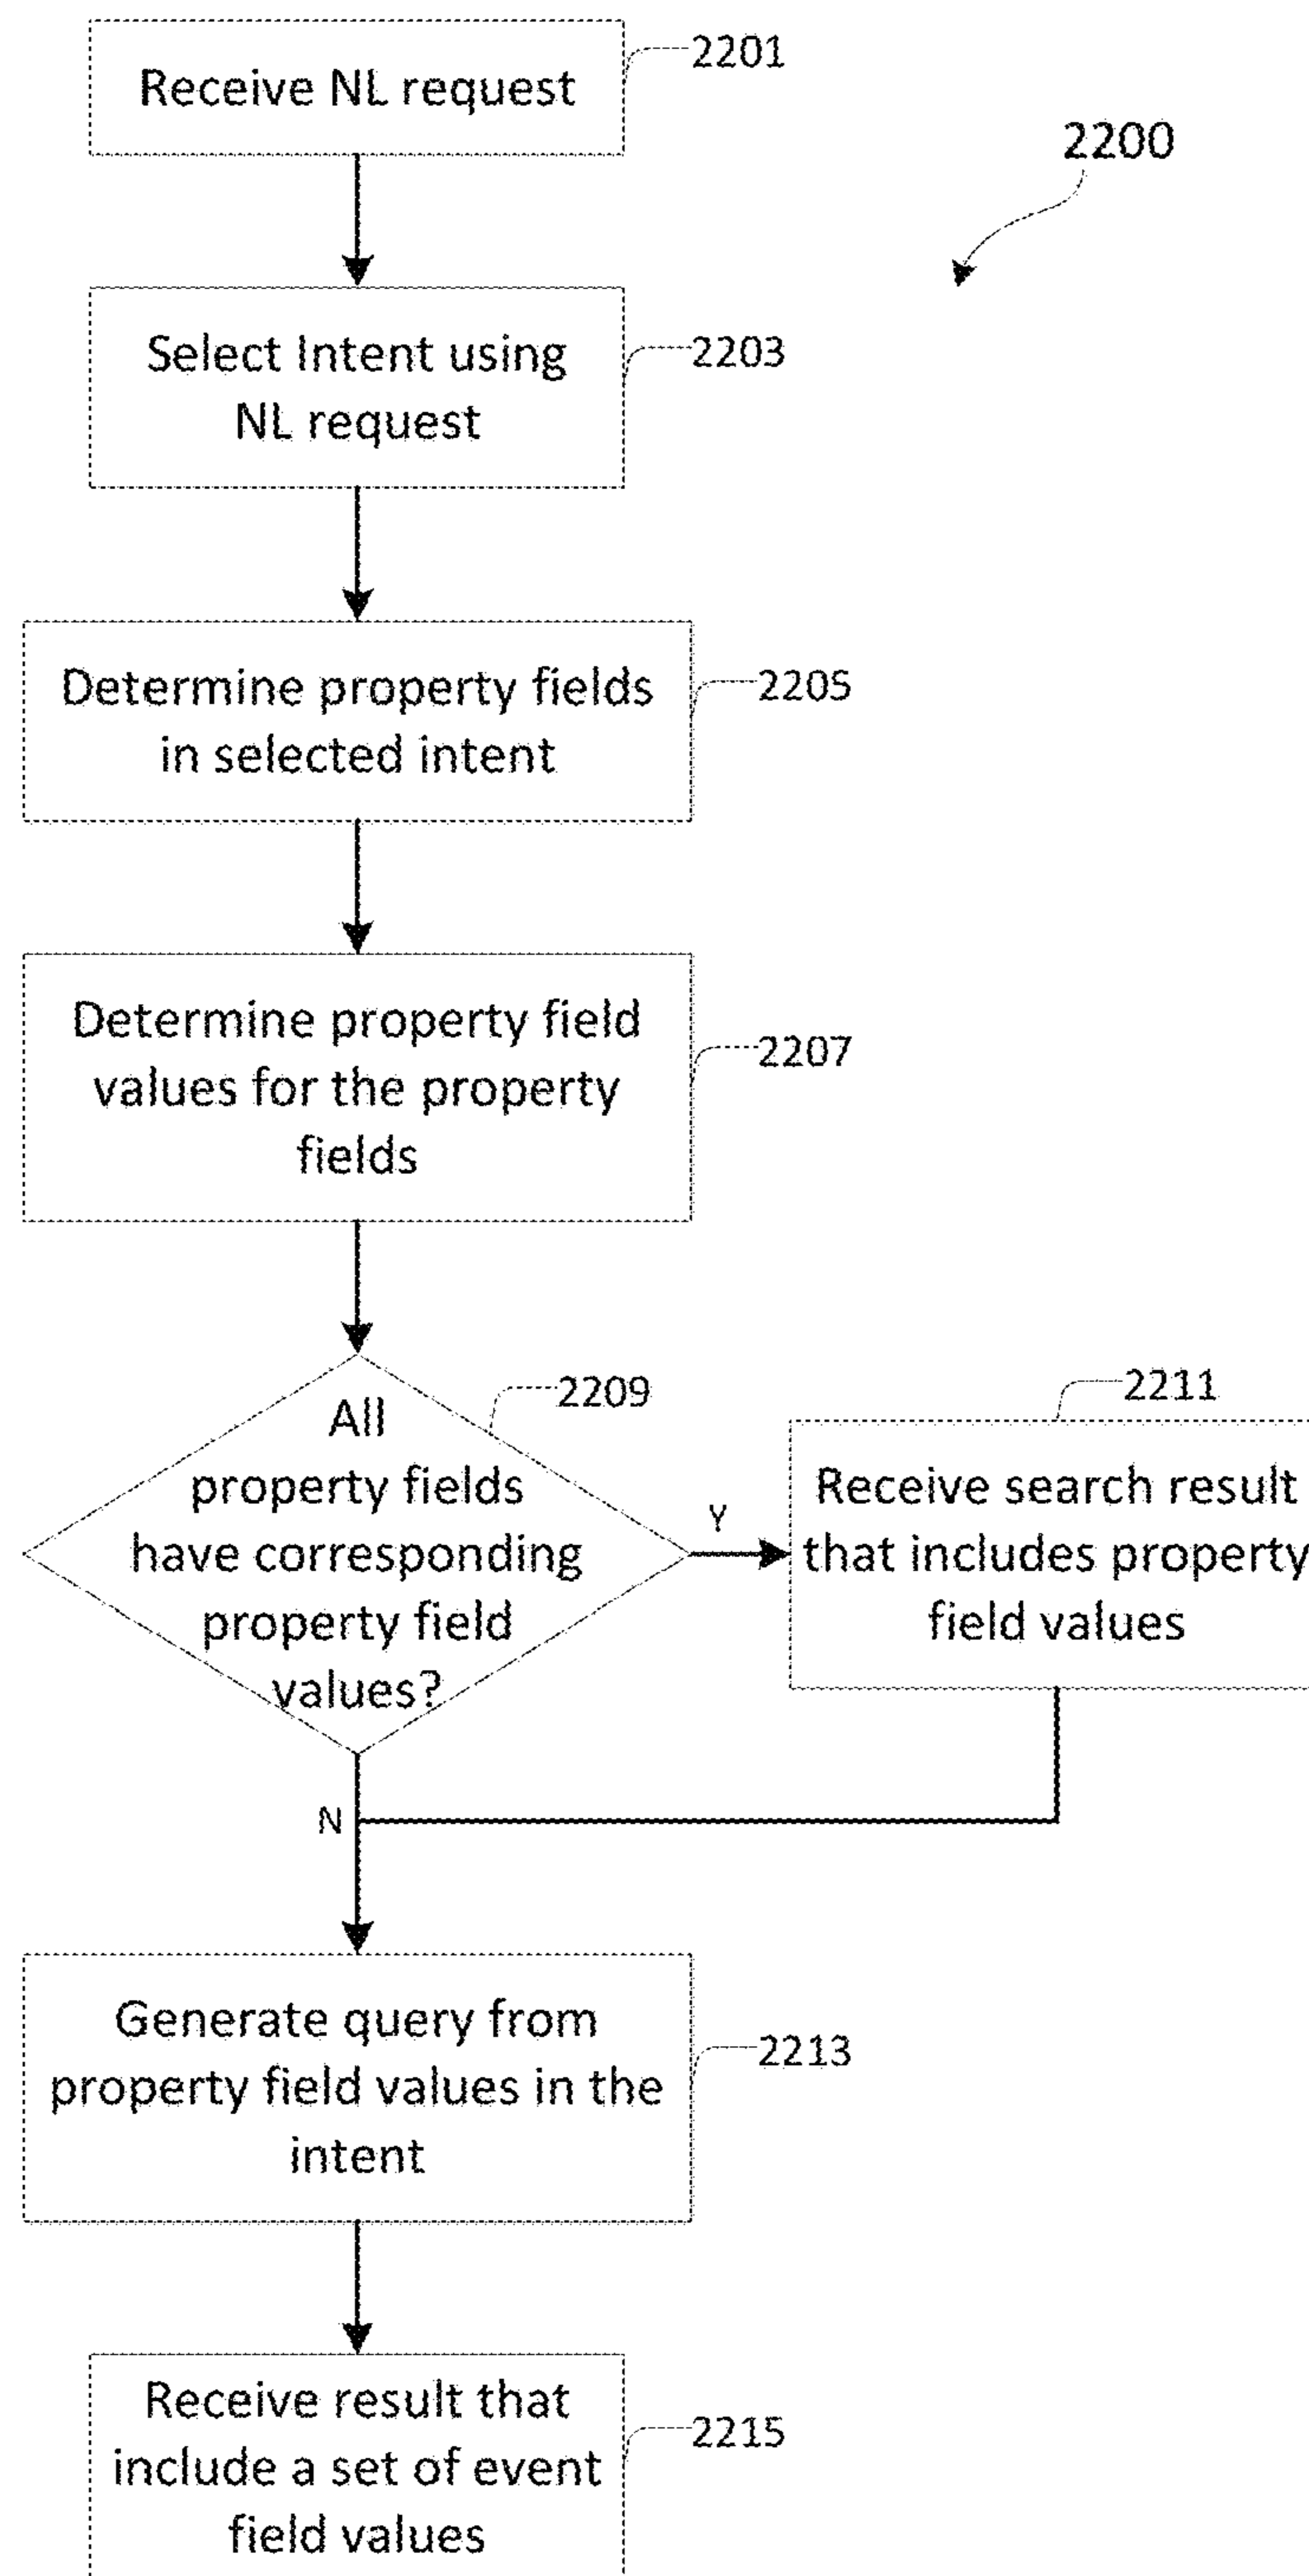 Receive NL request
2201
2200
Select Intent using
NL request
2203
Determine property fields
in selected intent
2205
Determine property field
values for the property
fields
2207
All
property fields
have corresponding
property field
values?
2209
Y
2211
Receive search result
that includes property
field values
N
Generate query from
property field values in the
intent
2213
Receive result that
include a set of event
field values
2215